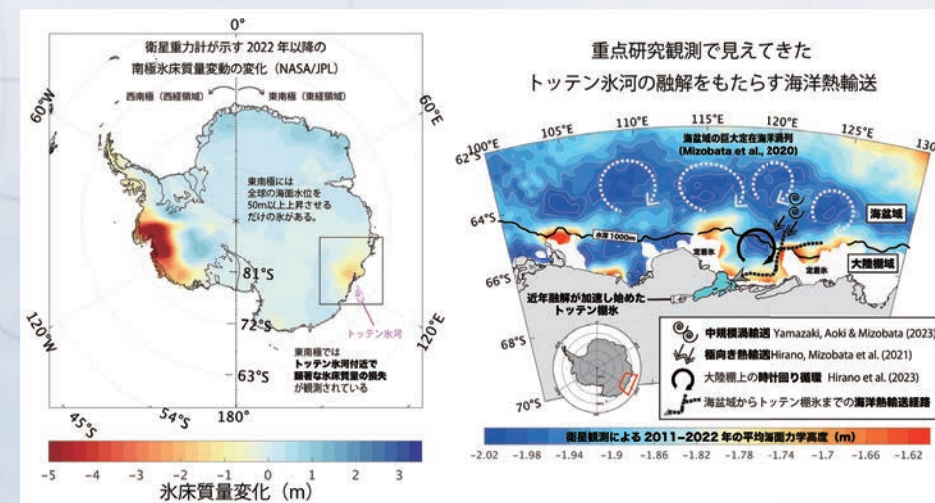 0°
衛星重力計が示す 2022 年以降の
南極氷床質量変動の変化(NASA/JPL)
西南極(西経領域)
東南極(東経領域)
60°W
60°E
東南極には
全球の海面水位を
50m以上上昇させる
だけの氷がある。
81°S
72°S
63°S
54°S
45°S
トッテン氷河
120°W
120°E
東南極では
トッテン氷河付近で
顕著な氷床質量の損失
が観測されている
180°
-5 -4 -3 -2 -1 0 1 2 3
氷床質量変化(m)
重点研究観測で見えてきた
トッテン氷河の融解をもたらす海洋熱輸送
100°E 105°E 110°E 115°E 120°E 125°E 130
海盆域の巨大定在海洋渦列
(Mizobata et al., 2020)
62°S
64°S
66°S
68°S
70°S
海盆域
水深 1000m
定着氷
定着氷
大陸棚域
近年融解が加速し始めた
トッテン棚氷
中規模渦輸送 Yamazaki, Aoki & Mizobata (2023)
極向き熱輸送Hirano, Mizobata et al. (2021)
大陸棚上の時計回り循環 Hirano et al. (2023)
海盆域からトッテン棚氷までの海洋熱輸送経路
衛星観測による 2011−2022 年の平均海面力学高度(m)
−2.02 −1.98 −1.94 −1.9 −1.86 −1.82 −1.78 −1.74 −1.7 −1.66 −1.62